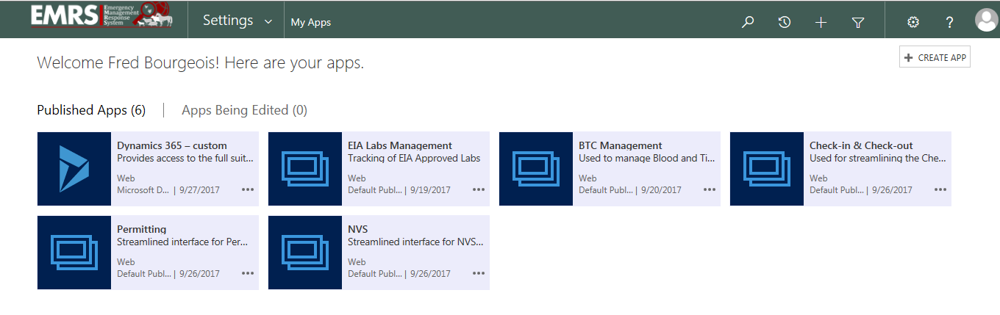 EMRS Emergency
Management
Response
System
Settings
My Apps
?
Welcome Fred Bourgeois! Here are your apps.
+ CREATE APP
Published Apps (6) | Apps Being Edited (0)
Dynamics 365 – custom
Provides access to the full suit...
Web
Microsoft D... | 9/27/2017
EIA Labs Management
Tracking of EIA Approved Labs
Web
Default Publ... | 9/19/2017
BTC Management
Used to manage Blood and Ti...
Web
Default Publ... | 9/20/2017
Check-in & Check-out
Used for streamlining the Che...
Web
Default Publ... | 9/26/2017
Permitting
Streamlined interface for Per...
Web
Default Publ... | 9/26/2017
NVS
Streamlined interface for NVS...
Web
Default Publ... | 9/26/2017